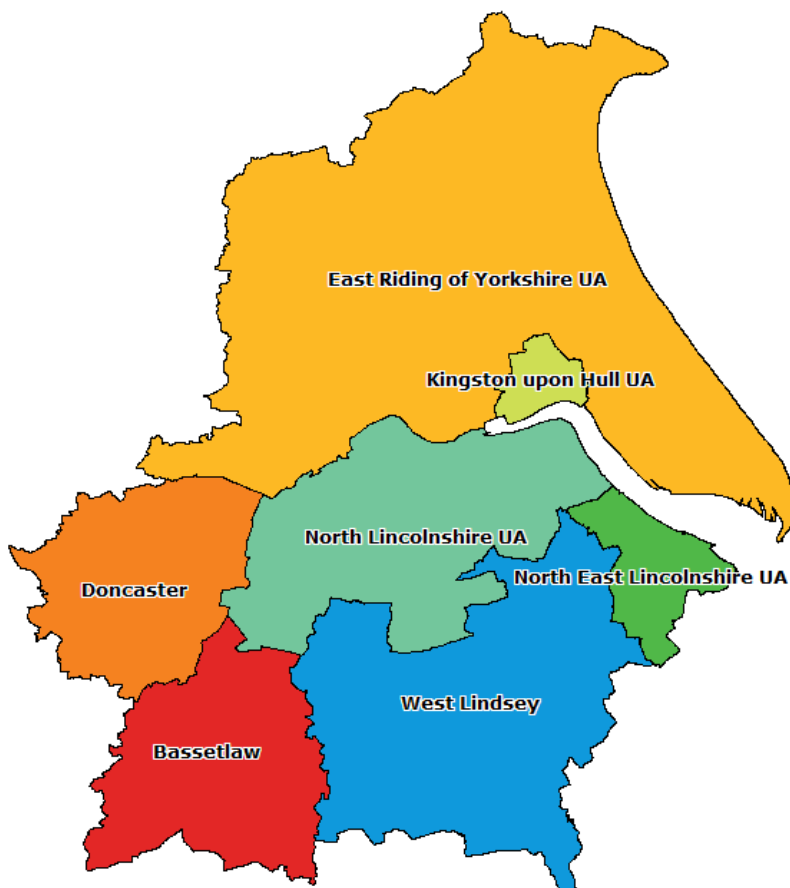 East Riding of Yorkshire UA
Kingston upon Hull UA
North Lincolnshire UA
North East Lincolnshire UA
Doncaster
West Lindsey
Bassetlaw